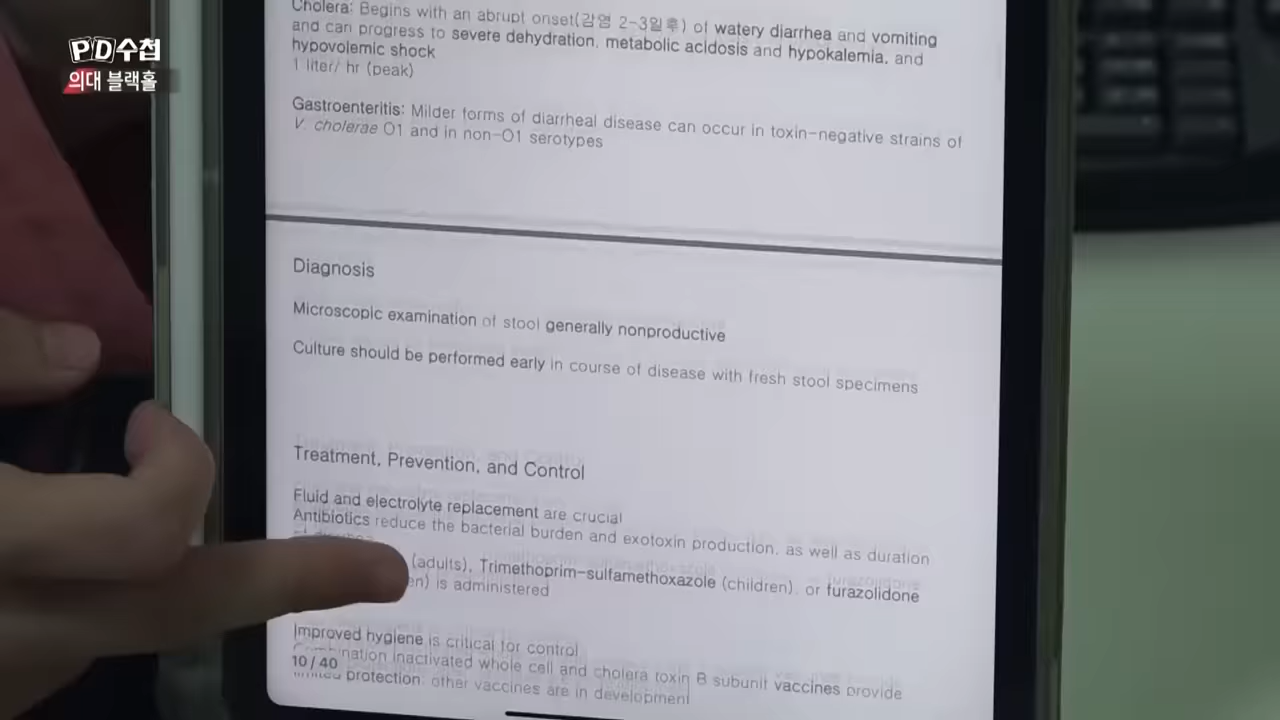 PD수첩
의대 블랙홀
Cholera: Begins with an abrupt onset(감염 2-3일후) of watery diarrhea and vomiting
and can progress to severe dehydration, metabolic acidosis and hypokalemia, and
hypovolemic shock
1 liter/ hr (peak)
Gastroenteritis: Milder forms of diarrheal disease can occur in toxin-negative strains of
V. cholerae O1 and in non-O1 serotypes
Diagnosis
Microscopic examination of stool generally nonproductive
Culture should be performed early in course of disease with fresh stool specimens
Treatment, Prevention, and Control
Fluid and electrolyte replacement are crucial
Antibiotics reduce the bacterial burden and exotoxin production, as well as duration
(adults), Trimethoprim-sulfamethoxazole (children), or furazolidone
en) is administered
Improved hygiene is critical for control
Combination inactivated whole cell and cholera toxin B subunit vaccines provide
10 / 40
limited protection; other vaccines are in development